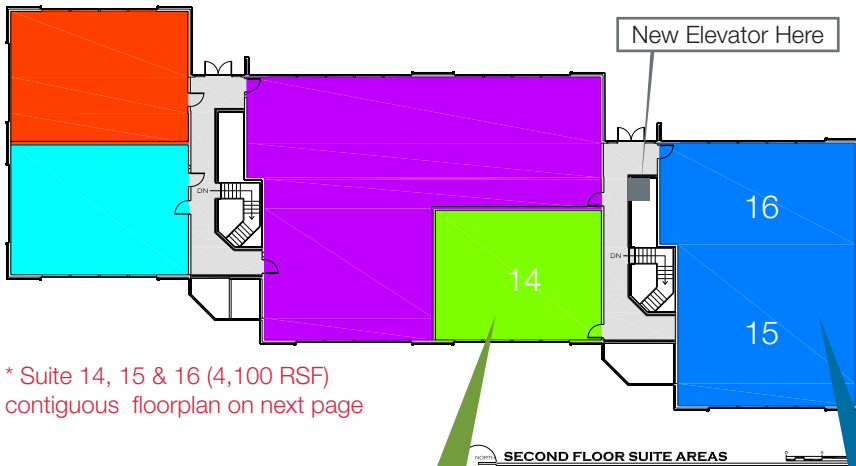 New Elevator Here
DN
16
DN
14
15
* Suite 14, 15 & 16 (4,100 RSF)
contiguous floorplan on next page
NORTH
SECOND FLOOR SUITE AREAS